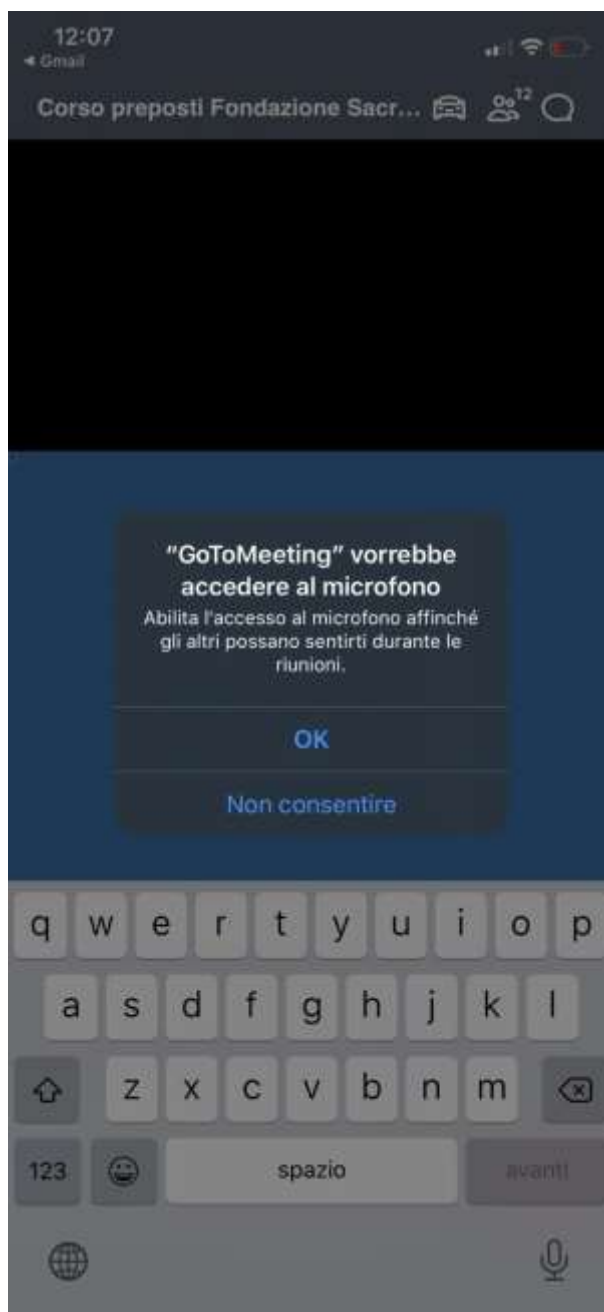 12:07
◀ Gmail
Corso preposti Fondazione Sacr... 12
"GoToMeeting" vorrebbe
accedere al microfono
Abilita l'accesso al microfono affinché
gli altri possano sentirti durante le
riunioni.
OK
Non consentire
q w e r t y u i o p
a s d f g h j k l
z x c v b n m
123 spazio avanti